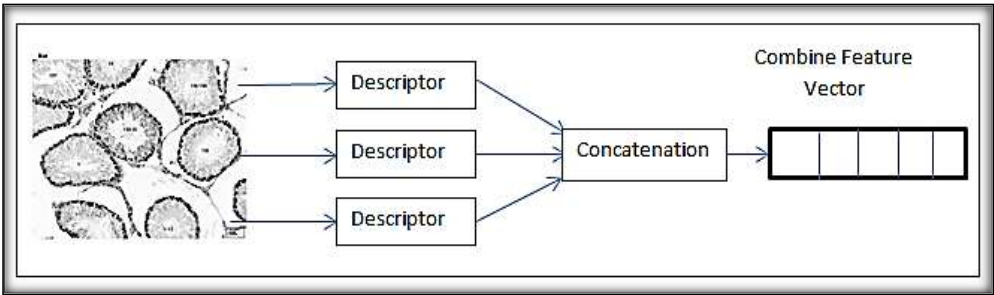 Descriptor
Descriptor
Descriptor
Concatenation
Combine Feature
Vector